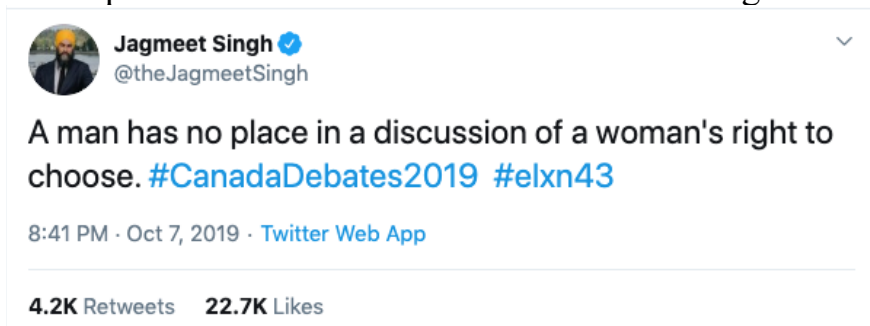 Jagmeet Singh
@theJagmeetSingh
A man has no place in a discussion of a woman's right to
choose. #CanadaDebates2019 #elxn43
8:41 PM · Oct 7, 2019 · Twitter Web App
4.2K Retweets 22.7K Likes